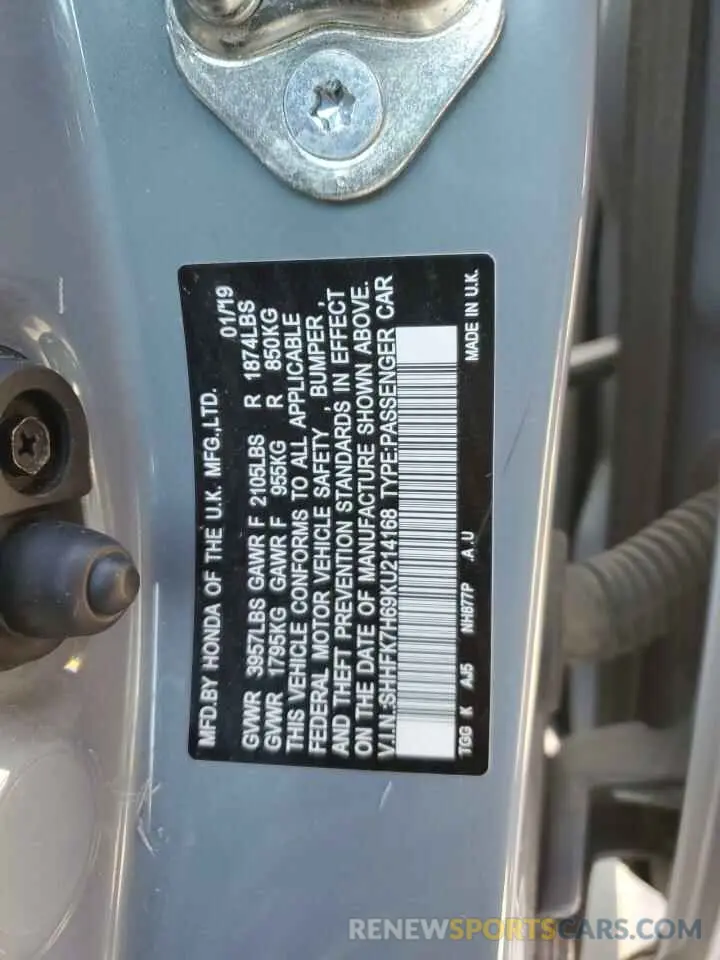 MFD.BY HONDA OF THE U.K. MFG.,LTD. 01/'19
GVWR 3957LBS GAWR F 2105LBS R 1874LBS
GVWR 1795KG GAWR F 955KG R 850KG
THIS VEHICLE CONFORMS TO ALL APPLICABLE
FEDERAL MOTOR VEHICLE SAFETY , BUMPER ,
AND THEFT PREVENTION STANDARDS IN EFFECT
ON THE DATE OF MANUFACTURE SHOWN ABOVE.
V.I.N.:SHHFK7H69KU214168 TYPE:PASSENGER CAR
TGG K AJ5 NH877P A.U MADE IN U.K.
RENEWSPORTSCARS.COM